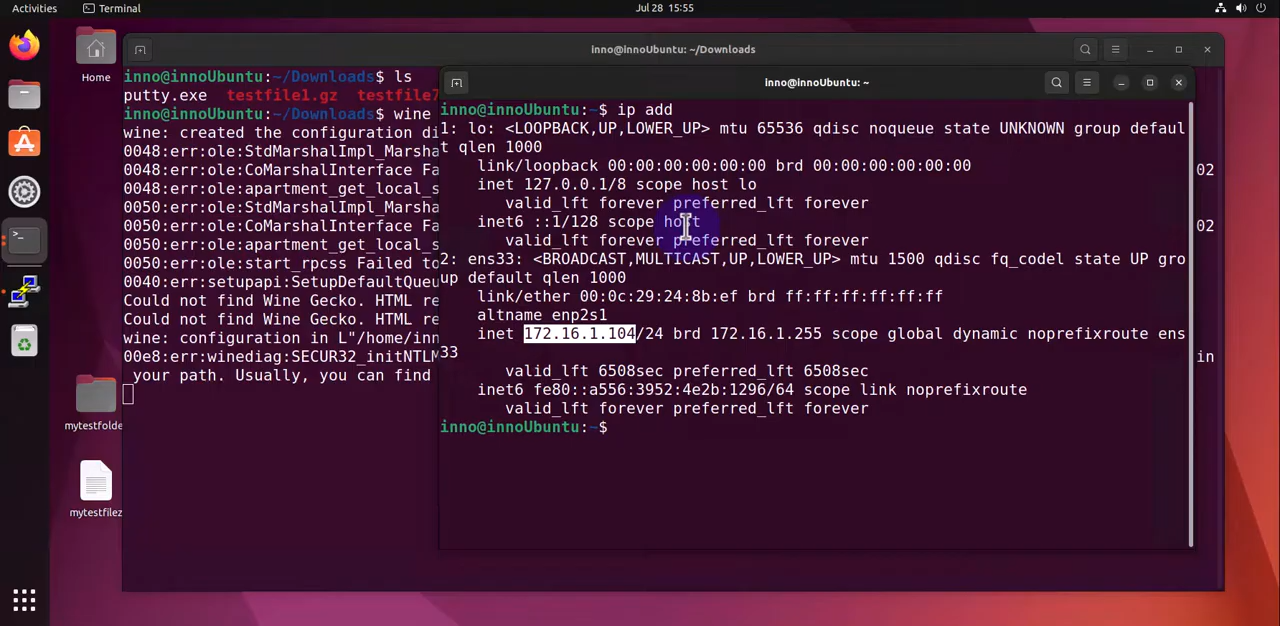 Activities
Terminal
Jul 28 15:55
Home
mytestfolde
mytestfilez
inno@innoUbuntu: ~/Downloads
inno@innoUbuntu:~/Downloads$ ls
putty.exe testfile1.gz testfile7
inno@innoUbuntu:~/Downloads$ wine
wine: created the configuration di
0048:err:ole:StdMarshalImpl_Marsha
0048:err:ole:CoMarshalInterface Fa
0048:err:ole:apartment_get_local_s
0050:err:ole:StdMarshalImpl_Marsha
0050:err:ole:CoMarshalInterface Fa
0050:err:ole:apartment_get_local_s
0050:err:ole:start_rpcss Failed to
0040:err:setupapi:SetupDefaultQueu
Could not find Wine Gecko. HTML re
Could not find Wine Gecko. HTML re
wine: configuration in L"/home/inn
00e8:err:winediag:SECUR32_initNTLM
your path. Usually, you can find
02
02
in
inno@innoUbuntu: ~
inno@innoUbuntu:~$ ip add
1: lo: <LOOPBACK,UP,LOWER_UP> mtu 65536 qdisc noqueue state UNKNOWN group defaul
t qlen 1000
link/loopback 00:00:00:00:00:00 brd 00:00:00:00:00:00
inet 127.0.0.1/8 scope host lo
valid_lft forever preferred_lft forever
inet6 ::1/128 scope host
valid_lft forever preferred_lft forever
2: ens33: <BROADCAST,MULTICAST,UP,LOWER_UP> mtu 1500 qdisc fq_codel state UP gro
up default qlen 1000
link/ether 00:0c:29:24:8b:ef brd ff:ff:ff:ff:ff:ff
altname enp2s1
inet 172.16.1.104/24 brd 172.16.1.255 scope global dynamic noprefixroute ens
33
valid_lft 6508sec preferred_lft 6508sec
inet6 fe80::a556:3952:4e2b:1296/64 scope link noprefixroute
valid_lft forever preferred_lft forever
inno@innoUbuntu:~$